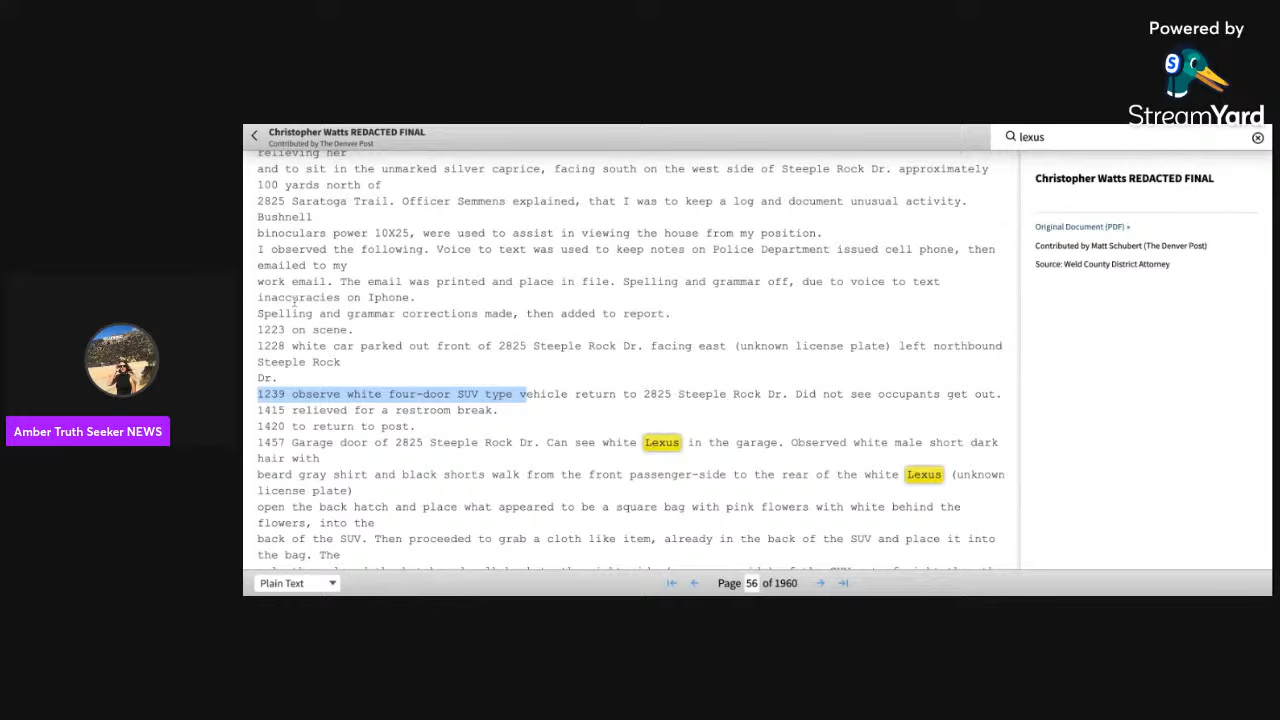 Powered by
StreamYard
Christopher Watts REDACTED FINAL
Contributed by The Denver Post
lexus
relieving her
and to sit in the unmarked silver caprice, facing south on the west side of Steeple Rock Dr. approximately
100 yards north of
2825 Saratoga Trail. Officer Semmens explained, that I was to keep a log and document unusual activity.
Bushnell
binoculars power 10X25, were used to assist in viewing the house from my position.
I observed the following. Voice to text was used to keep notes on Police Department issued cell phone, then
emailed to my
work email. The email was printed and place in file. Spelling and grammar off, due to voice to text
inaccuracies on Iphone.
Spelling and grammar corrections made, then added to report.
1223 on scene.
1228 white car parked out front of 2825 Steeple Rock Dr. facing east (unknown license plate) left northbound
Steeple Rock
Dr.
1239 observe white four-door SUV type vehicle return to 2825 Steeple Rock Dr. Did not see occupants get out.
1415 relieved for a restroom break.
1420 to return to post.
1457 Garage door of 2825 Steeple Rock Dr. Can see white Lexus in the garage. Observed white male short dark
hair with
beard gray shirt and black shorts walk from the front passenger-side to the rear of the white Lexus (unknown
license plate)
open the back hatch and place what appeared to be a square bag with pink flowers with white behind the
flowers, into the
back of the SUV. Then proceeded to grab a cloth like item, already in the back of the SUV and place it into
the bag. The
Christopher Watts REDACTED FINAL
Original Document (PDF) »
Contributed by Matt Schubert (The Denver Post)
Source: Weld County District Attorney
Plain Text
Page 56 of 1960
Amber Truth Seeker NEWS